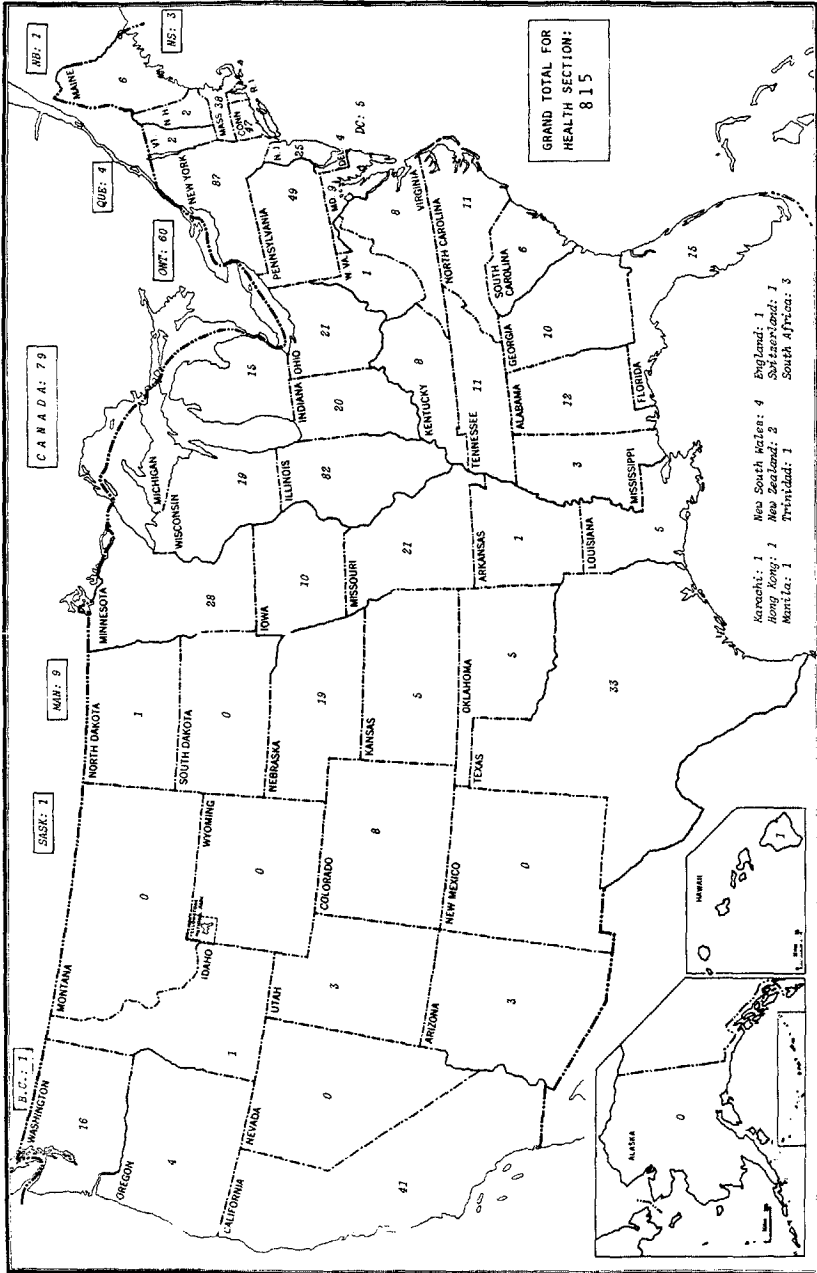 CANADA: 79
B.C.: 1
SASK: 1
MAN: 9
ONT: 60
QUE: 4
NB: 1
NS: 3
WASHINGTON
16
OREGON
4
CALIFORNIA
41
NEVADA
0
IDAHO
1
MONTANA
0
WYOMING
0
UTAH
3
ARIZONA
3
COLORADO
8
NEW MEXICO
0
NORTH DAKOTA
1
SOUTH DAKOTA
0
NEBRASKA
19
KANSAS
5
OKLAHOMA
5
TEXAS
33
MINNESOTA
28
IOWA
10
MISSOURI
21
ARKANSAS
1
LOUISIANA
5
WISCONSIN
19
MICHIGAN
15
ILLINOIS
82
INDIANA
20
OHIO
21
KENTUCKY
8
TENNESSEE
11
MISSISSIPPI
3
ALABAMA
12
GEORGIA
10
FLORIDA
15
SOUTH CAROLINA
6
NORTH CAROLINA
11
VIRGINIA
8
W VA.
1
MD. 9
DEL. 4
DC: 5
PENNSYLVANIA
49
N.J.
25
NEW YORK
87
VT.
2
N H.
2
MAINE
6
MASS 38
CONN
R I
GRAND TOTAL FOR
HEALTH SECTION:
815
ALASKA
0
HAWAII
Karachi: 1 New South Wales: 4 England: 1
Hong Kong: 1 New Zealand: 2 Switzerland: 1
Manila: 1 Trinidad: 1 South Africa: 3